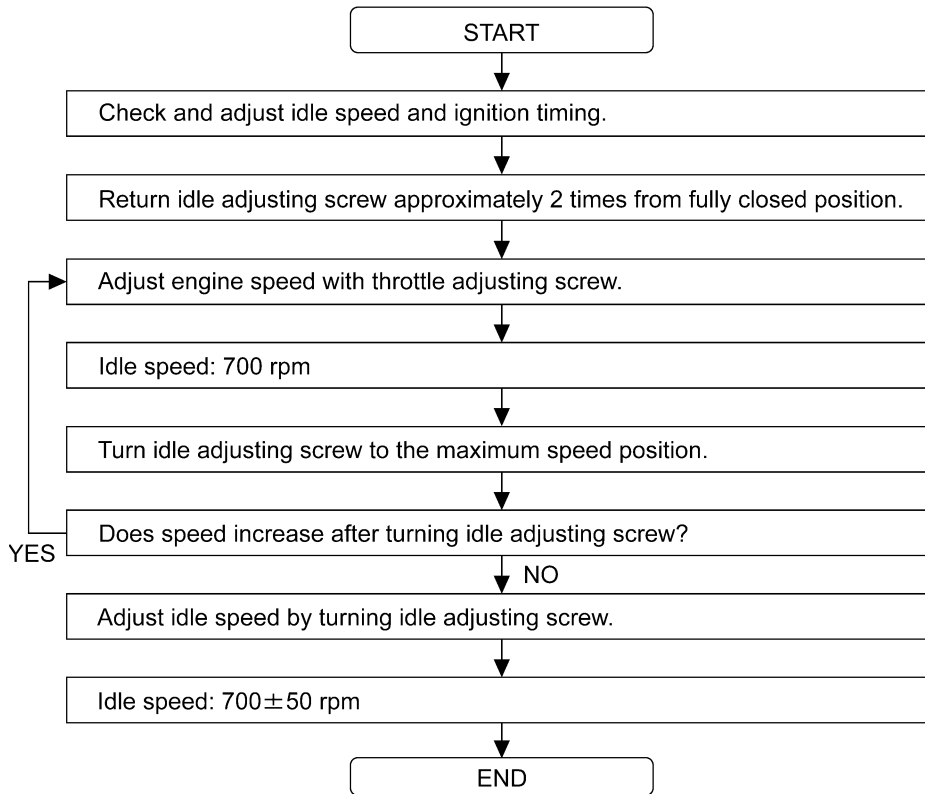 START
Check and adjust idle speed and ignition timing.
Return idle adjusting screw approximately 2 times from fully closed position.
Adjust engine speed with throttle adjusting screw.
Idle speed: 700 rpm
Turn idle adjusting screw to the maximum speed position.
Does speed increase after turning idle adjusting screw?
YES
NO
Adjust idle speed by turning idle adjusting screw.
Idle speed: 700±50 rpm
END